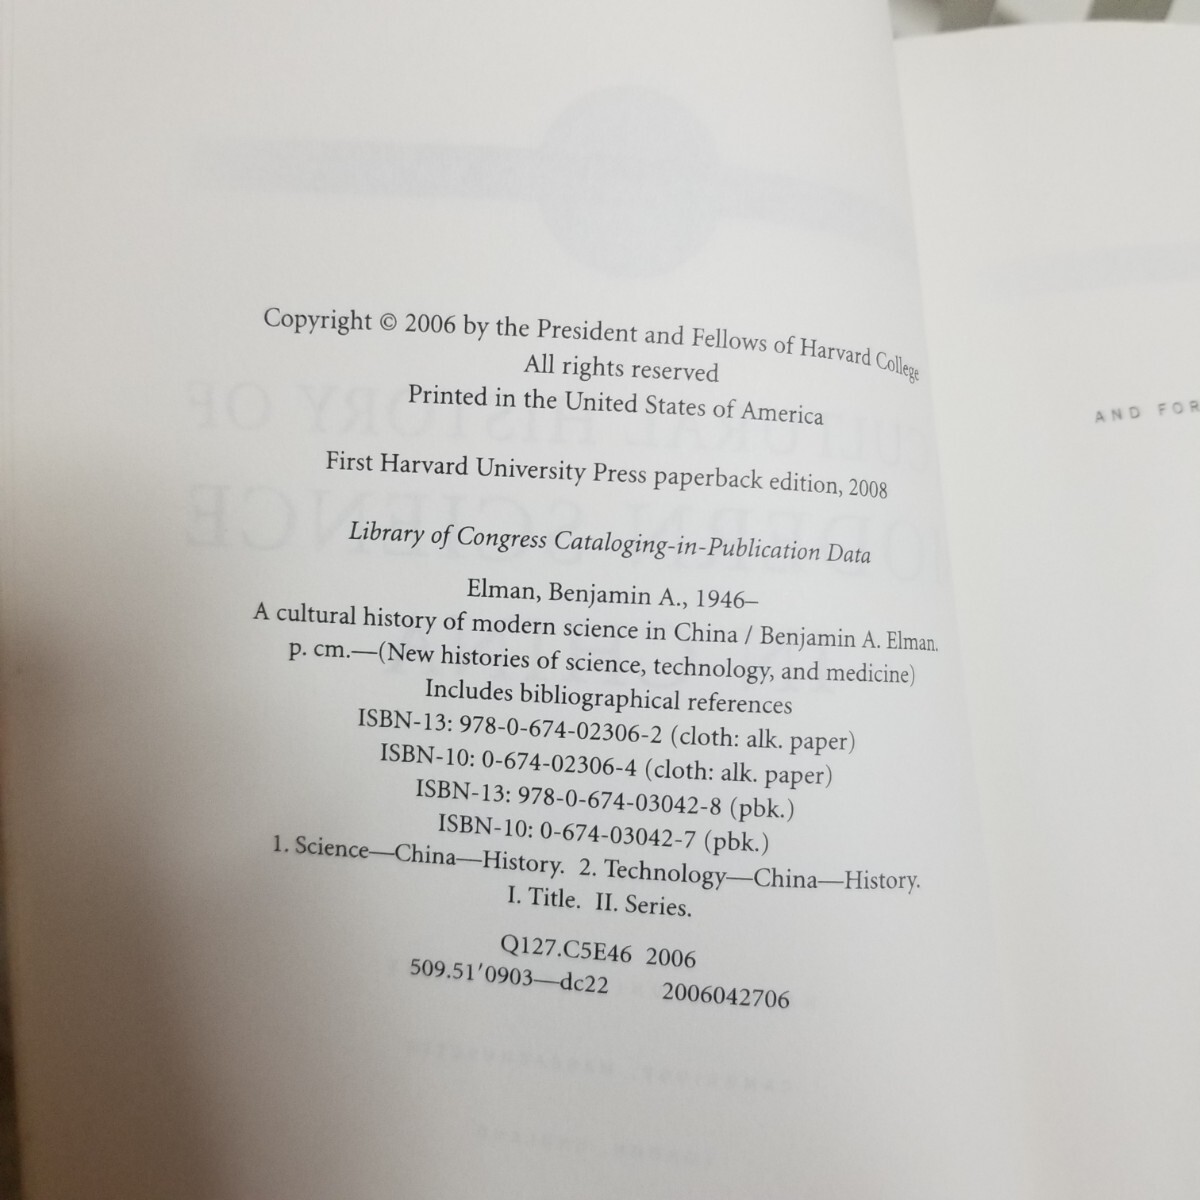 Copyright © 2006 by the President and Fellows of Harvard College
All rights reserved
Printed in the United States of America
First Harvard University Press paperback edition, 2008
Library of Congress Cataloging-in-Publication Data
Elman, Benjamin A., 1946–
A cultural history of modern science in China / Benjamin A. Elman.
p. cm.—(New histories of science, technology, and medicine)
Includes bibliographical references
ISBN-13: 978-0-674-02306-2 (cloth: alk. paper)
ISBN-10: 0-674-02306-4 (cloth: alk. paper)
ISBN-13: 978-0-674-03042-8 (pbk.)
ISBN-10: 0-674-03042-7 (pbk.)
1. Science—China—History. 2. Technology—China—History.
I. Title. II. Series.
Q127.C5E46 2006
509.51′0903—dc22 2006042706
AND FOR